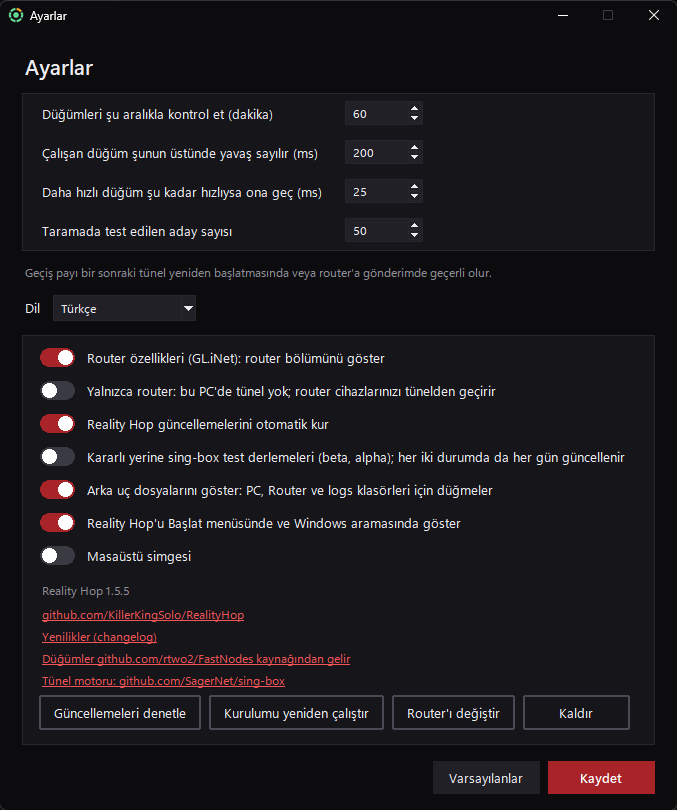 Ayarlar
Ayarlar
Düğümleri şu aralıkla kontrol et (dakika) 60
Çalışan düğüm şunun üstünde yavaş sayılır (ms) 200
Daha hızlı düğüm şu kadar hızlıysa ona geç (ms) 25
Taramada test edilen aday sayısı 50
Geçiş payı bir sonraki tünel yeniden başlatmasında veya router'a gönderimde geçerli olur.
Dil Türkçe
Router özellikleri (GL.iNet): router bölümünü göster
Yalnızca router: bu PC'de tünel yok; router cihazlarınızı tünelden geçirir
Reality Hop güncellemelerini otomatik kur
Kararlı yerine sing-box test derlemeleri (beta, alpha); her iki durumda da her gün güncellenir
Arka uç dosyalarını göster: PC, Router ve logs klasörleri için düğmeler
Reality Hop'u Başlat menüsünde ve Windows aramasında göster
Masaüstü simgesi
Reality Hop 1.5.5
github.com/KillerKingSolo/RealityHop
Yenilikler (changelog)
Düğümler github.com/rtwo2/FastNodes kaynağından gelir
Tünel motoru: github.com/SagerNet/sing-box
Güncellemeleri denetle Kurulumu yeniden çalıştır Router'ı değiştir Kaldır
Varsayılanlar Kaydet